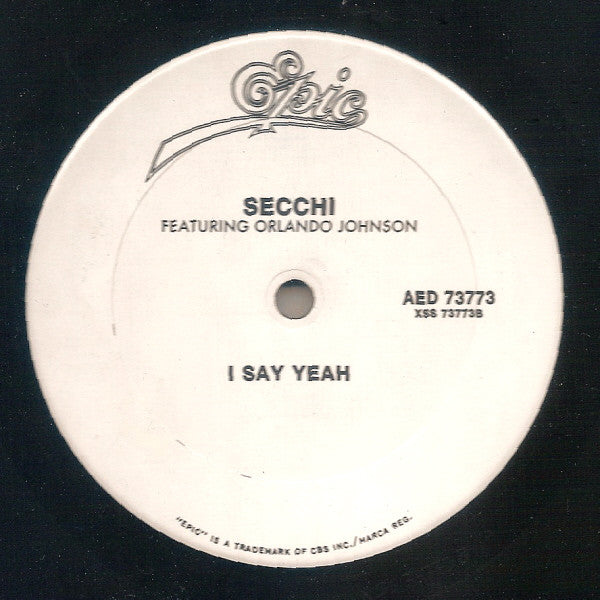 Epic
SECCHI
FEATURING ORLANDO JOHNSON
AED 73773
XSS 73773B
I SAY YEAH
"EPIC" IS A TRADEMARK OF CBS INC./MARCA REG.